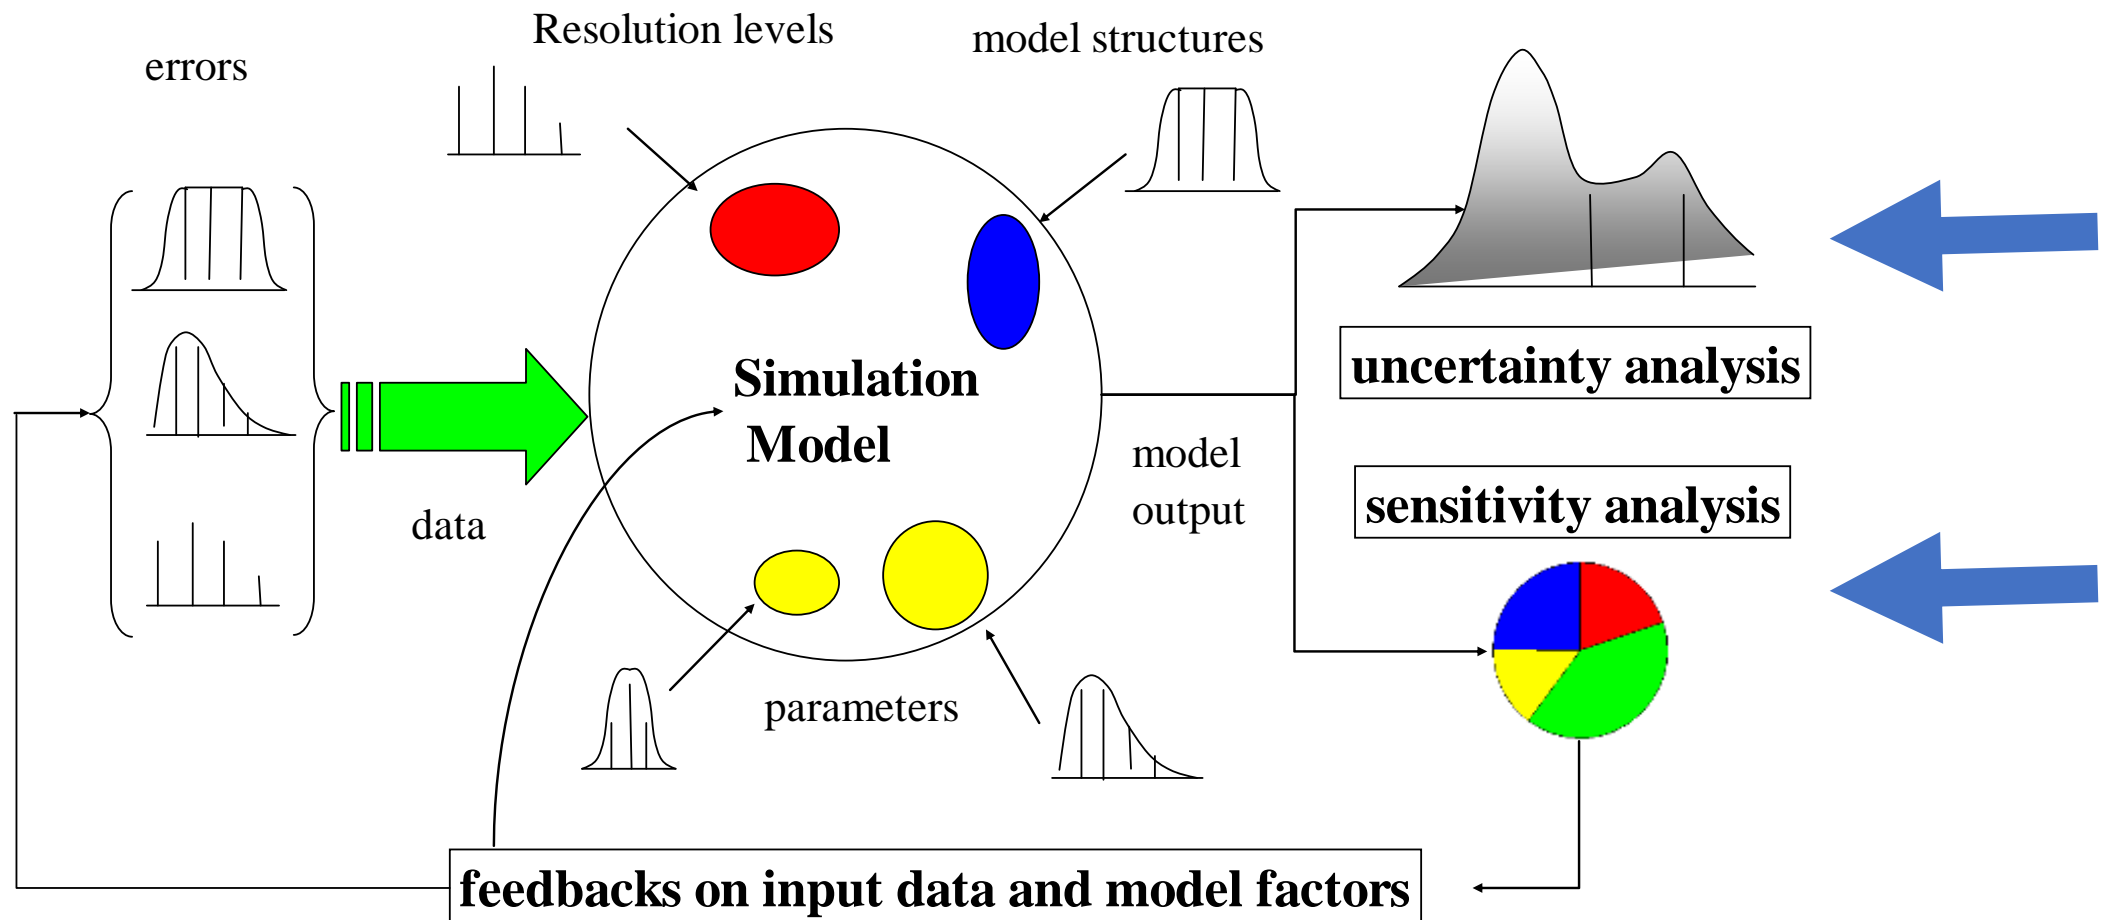 Resolution levels
model structures
errors
Simulation
Model
uncertainty analysis
model
output
sensitivity analysis
data
parameters
feedbacks on input data and model factors